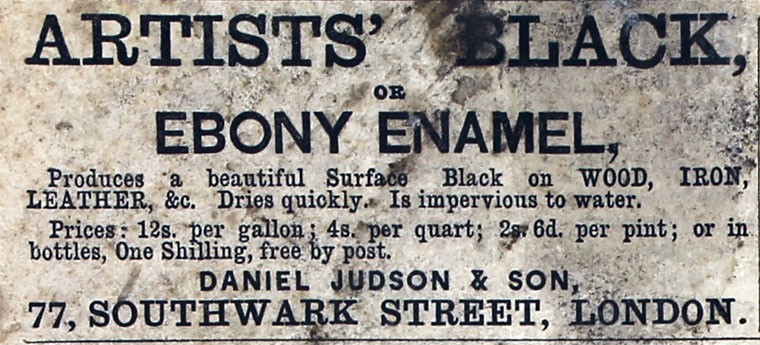 ARTISTS' BLACK,
OR
EBONY ENAMEL,
Produces a beautiful Surface Black on WOOD, IRON,
LEATHER, &c. Dries quickly. Is impervious to water.
Prices: 12s. per gallon; 4s. per quart; 2s. 6d. per pint; or in
bottles, One Shilling, free by post.
DANIEL JUDSON & SON,
77, SOUTHWARK STREET, LONDON.